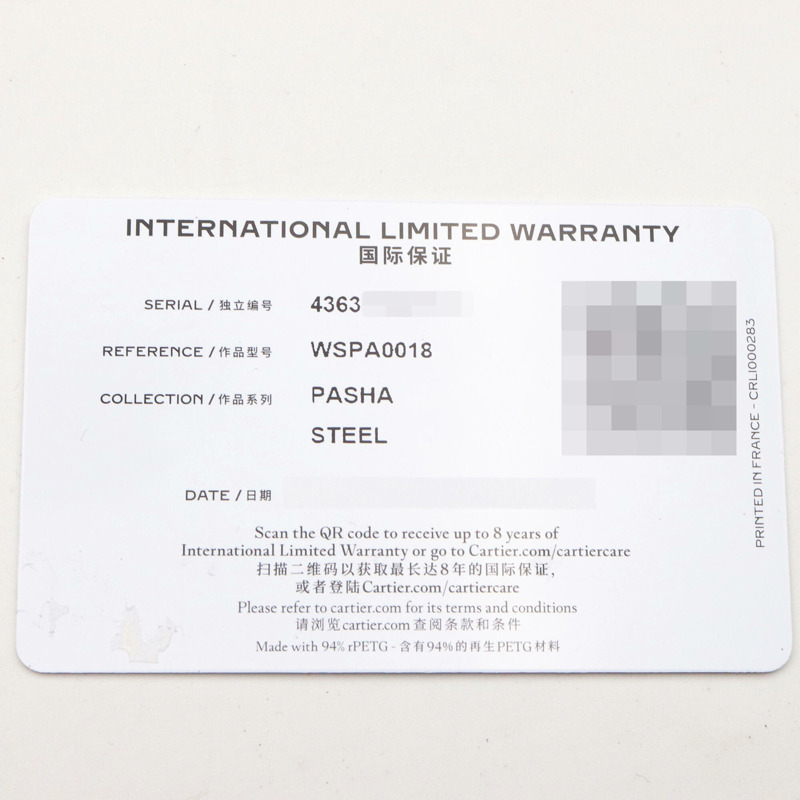 INTERNATIONAL LIMITED WARRANTY
国际保证
SERIAL / 独立编号 4363
REFERENCE / 作品型号 WSPA0018
COLLECTION / 作品系列 PASHA
STEEL
DATE / 日期
Scan the QR code to receive up to 8 years of
International Limited Warranty or go to Cartier.com/cartiercare
扫描二维码以获取最长达8年的国际保证,
或者登陆Cartier.com/cartiercare
Please refer to cartier.com for its terms and conditions
请浏览cartier.com 查阅条款和条件
Made with 94% rPETG - 含有94%的再生PETG材料
PRINTED IN FRANCE - CRLI000283